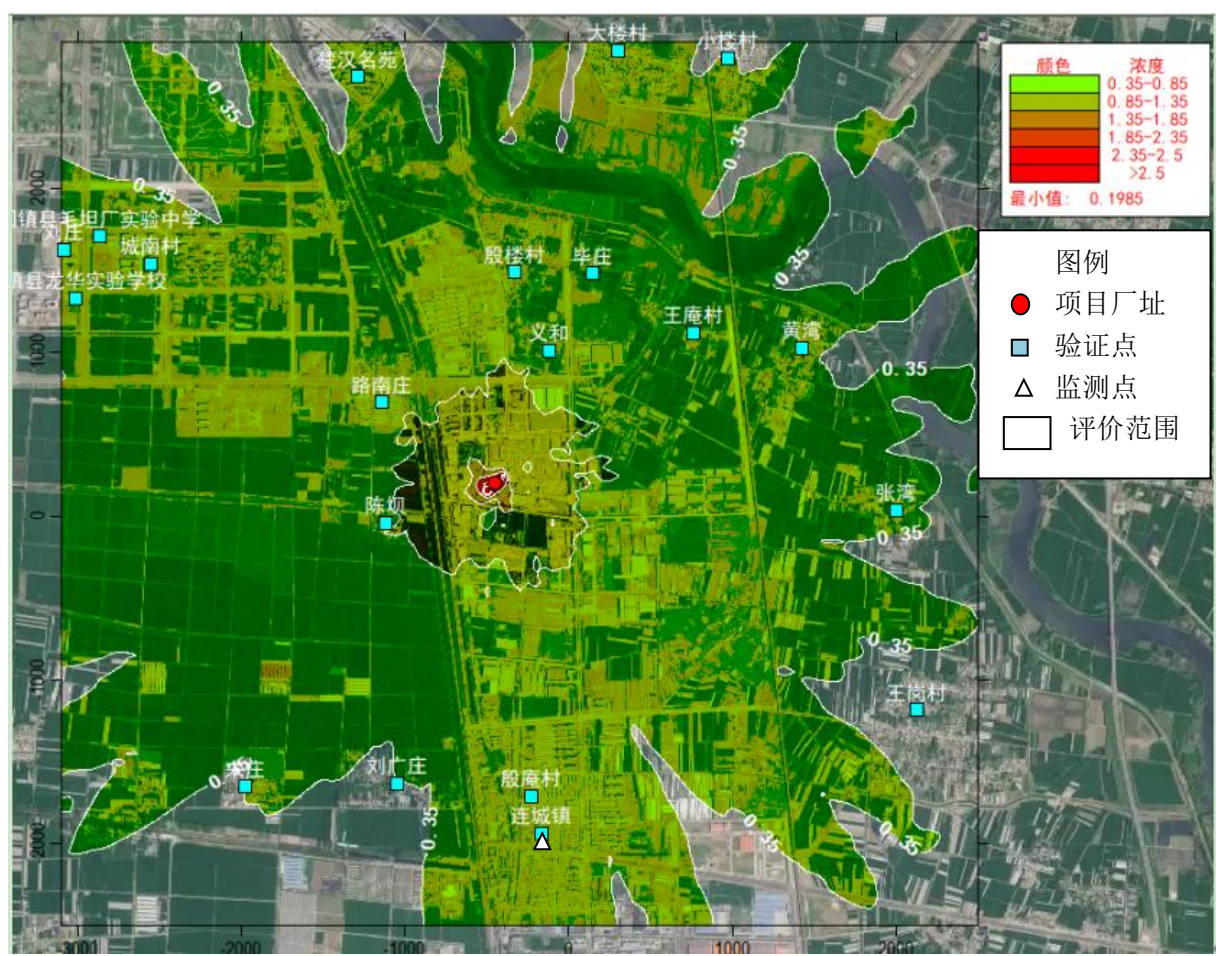 大楼村
小楼村
楚汉名苑
颜色 浓度
0.35-0.85
0.85-1.35
1.35-1.85
1.85-2.35
2.35-2.5
>2.5
最小值: 0.1985
0.35
0.35
0.35
2000
镇县毛坦厂实验中学
刘庄
城南村
镇县龙华实验学校
殷楼村
毕庄
0.35
图例
项目厂址
验证点
监测点
评价范围
王庵村
黄湾
义和
1000
0.35
路南庄
张湾
陈坝
0
0.35
0.35
-1000
王岗村
0.35
朱庄
刘广庄
殷庵村
连城镇
0.35
0.35
0.35
-2000
-3000
-2000
-1000
0
1000
2000